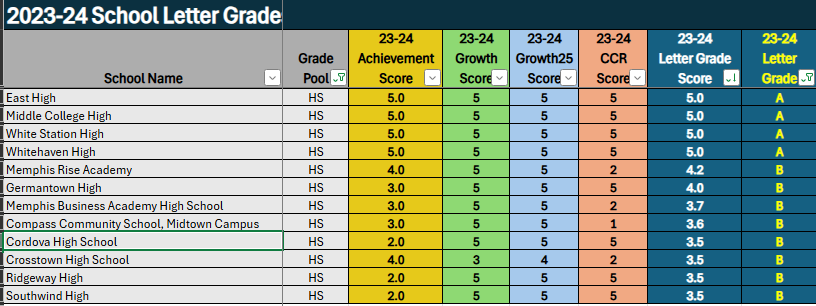 2023-24 School Letter Grade
School Name Grade Pool 23-24 Achievement Score 23-24 Growth Score 23-24 Growth25 Score 23-24 CCR Score 23-24 Letter Grade Score 23-24 Letter Grade
East High HS 5.0 5 5 5 5.0 A
Middle College High HS 5.0 5 5 5 5.0 A
White Station High HS 5.0 5 5 5 5.0 A
Whitehaven High HS 5.0 5 5 5 5.0 A
Memphis Rise Academy HS 4.0 5 5 2 4.2 B
Germantown High HS 3.0 5 5 5 4.0 B
Memphis Business Academy High School HS 3.0 5 5 2 3.7 B
Compass Community School, Midtown Campus HS 3.0 5 5 1 3.6 B
Cordova High School HS 2.0 5 5 5 3.5 B
Crosstown High School HS 4.0 3 4 2 3.5 B
Ridgeway High HS 2.0 5 5 5 3.5 B
Southwind High HS 2.0 5 5 5 3.5 B